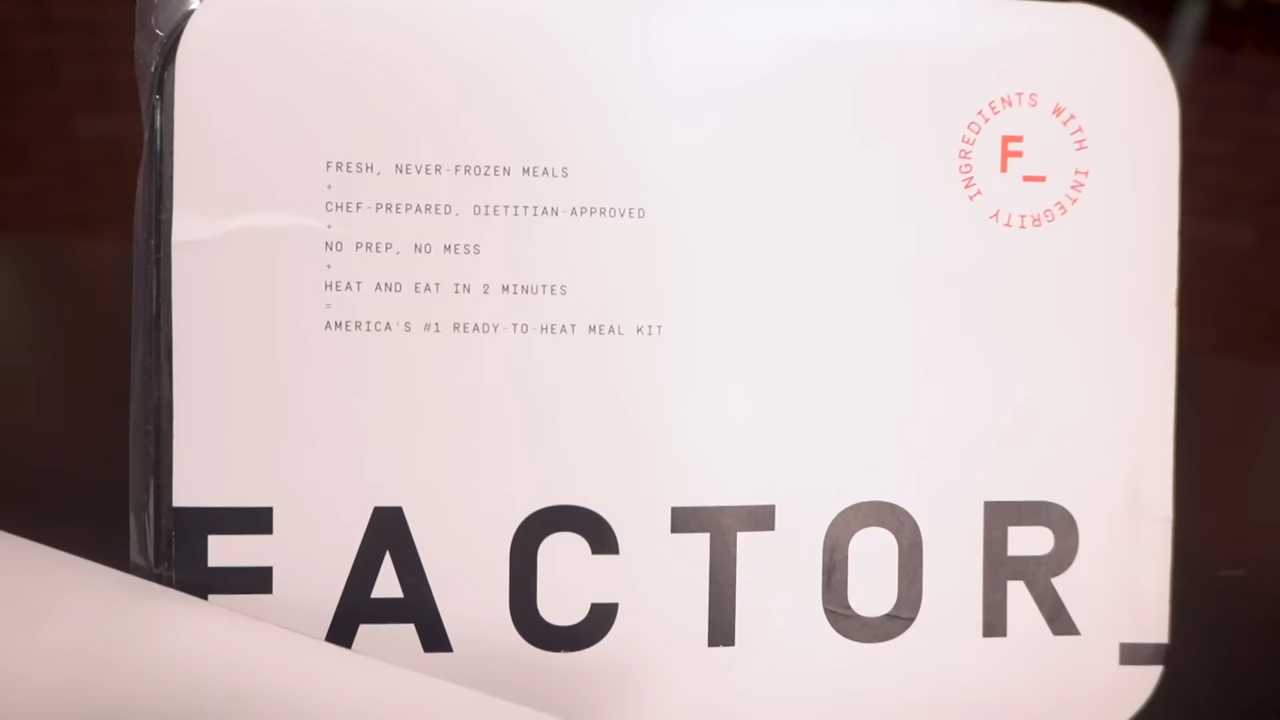 FRESH, NEVER-FROZEN MEALS
+
CHEF-PREPARED, DIETITIAN-APPROVED
+
NO PREP, NO MESS
+
HEAT AND EAT IN 2 MINUTES
=
AMERICA'S #1 READY-TO-HEAT MEAL KIT
INGREDIENTS WITH INTEGRITY
F_
FACTOR_